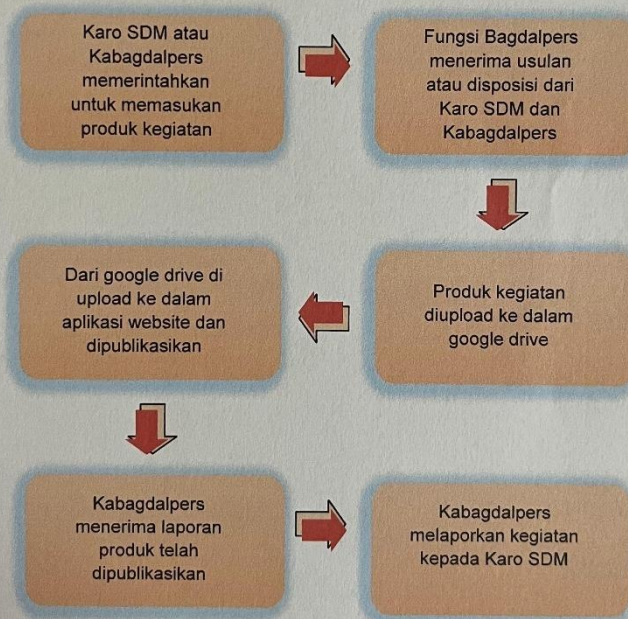 Karo SDM atau
Kabagdalpers
memerintahkan
untuk memasukan
produk kegiatan
Fungsi Bagdalpers
menerima usulan
atau disposisi dari
Karo SDM dan
Kabagdalpers
Produk kegiatan
diupload ke dalam
google drive
Dari google drive di
upload ke dalam
aplikasi website dan
dipublikasikan
Kabagdalpers
menerima laporan
produk telah
dipublikasikan
Kabagdalpers
melaporkan kegiatan
kepada Karo SDM